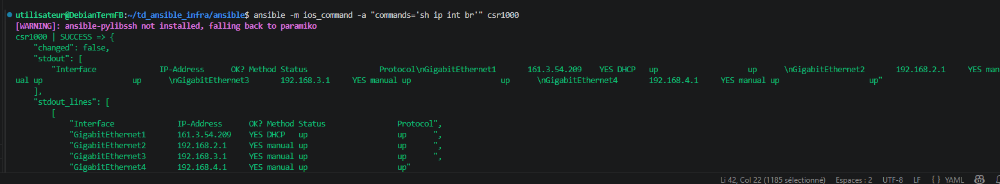 utilisateur@DebianTermFB:~/td_ansible_infra/ansible$ ansible -m ios_command -a "commands='sh ip int br'" csr1000
[WARNING]: ansible-pylibssh not installed, falling back to paramiko
csr1000 | SUCCESS => {
    "changed": false,
    "stdout": [
        "Interface              IP-Address      OK? Method Status                Protocol\nGigabitEthernet1       161.3.54.209    YES DHCP   up                    up      \nGigabitEthernet2       192.168.2.1     YES man
ual up                    up      \nGigabitEthernet3       192.168.3.1     YES manual up                    up      \nGigabitEthernet4       192.168.4.1     YES manual up                    up"
    ],
    "stdout_lines": [
        [
            "Interface              IP-Address      OK? Method Status                Protocol",
            "GigabitEthernet1       161.3.54.209    YES DHCP   up                    up      ",
            "GigabitEthernet2       192.168.2.1     YES manual up                    up      ",
            "GigabitEthernet3       192.168.3.1     YES manual up                    up      ",
            "GigabitEthernet4       192.168.4.1     YES manual up                    up"
Li 42, Col 22 (1185 sélectionné) Espaces : 2 UTF-8 LF { } YAML